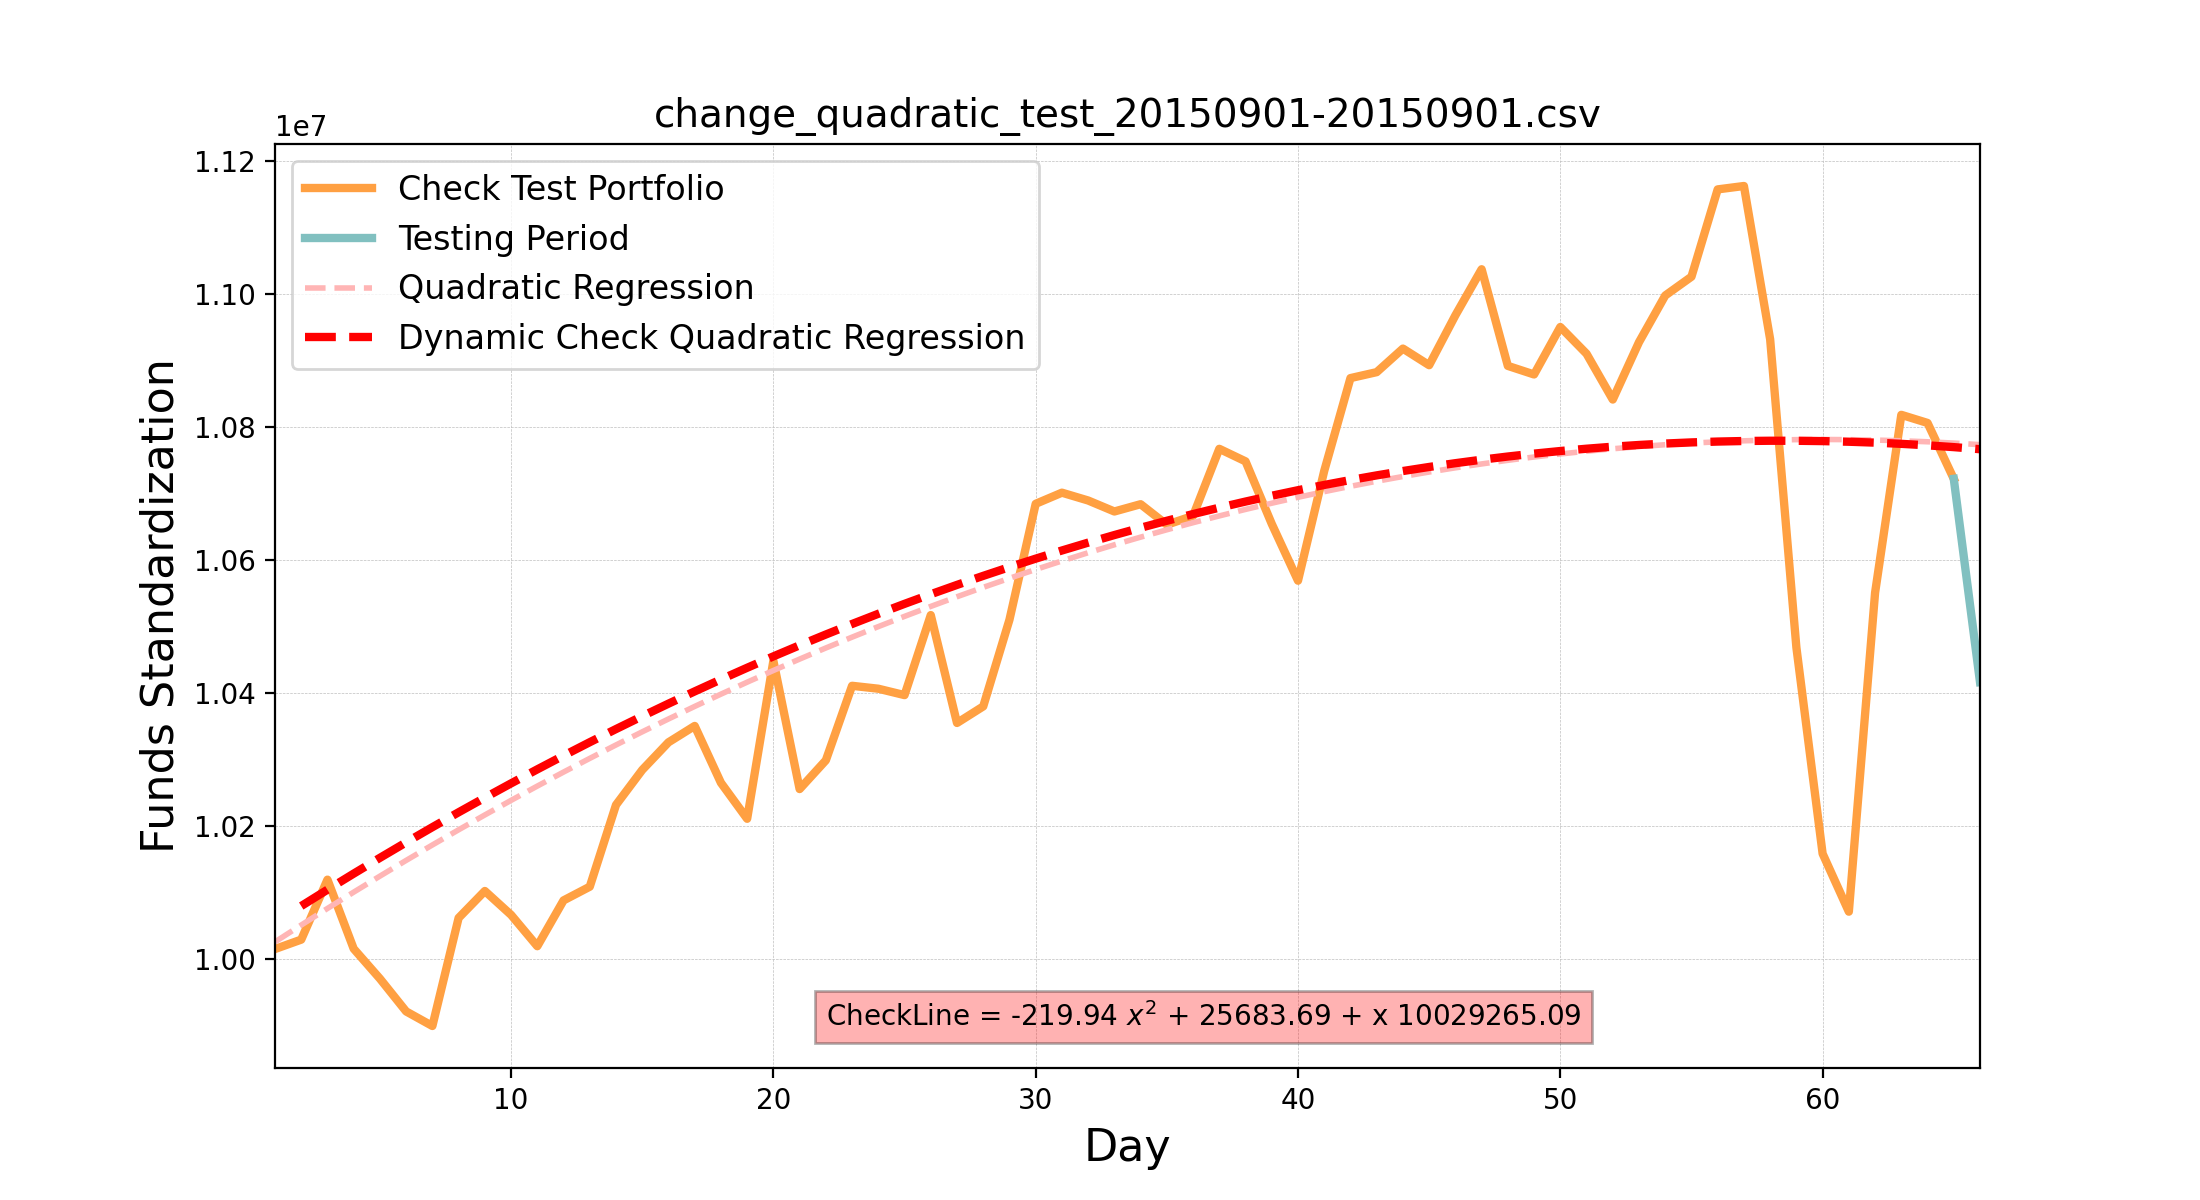 change_quadratic_test_20150901-20150901.csv
1e7
1.12
1.10
1.08
1.06
1.04
1.02
1.00
Funds Standardization
Check Test Portfolio
Testing Period
Quadratic Regression
Dynamic Check Quadratic Regression
CheckLine = -219.94 x² + 25683.69 + x 10029265.09
10 20 30 40 50 60
Day